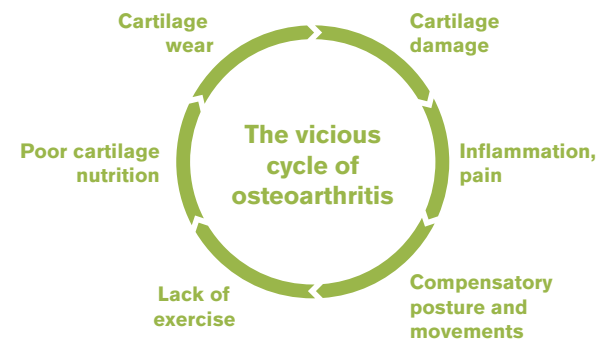 Cartilage
wear
Cartilage
damage
The vicious
cycle of
osteoarthritis
Poor cartilage
nutrition
Inflammation,
pain
Lack of
exercise
Compensatory
posture and
movements